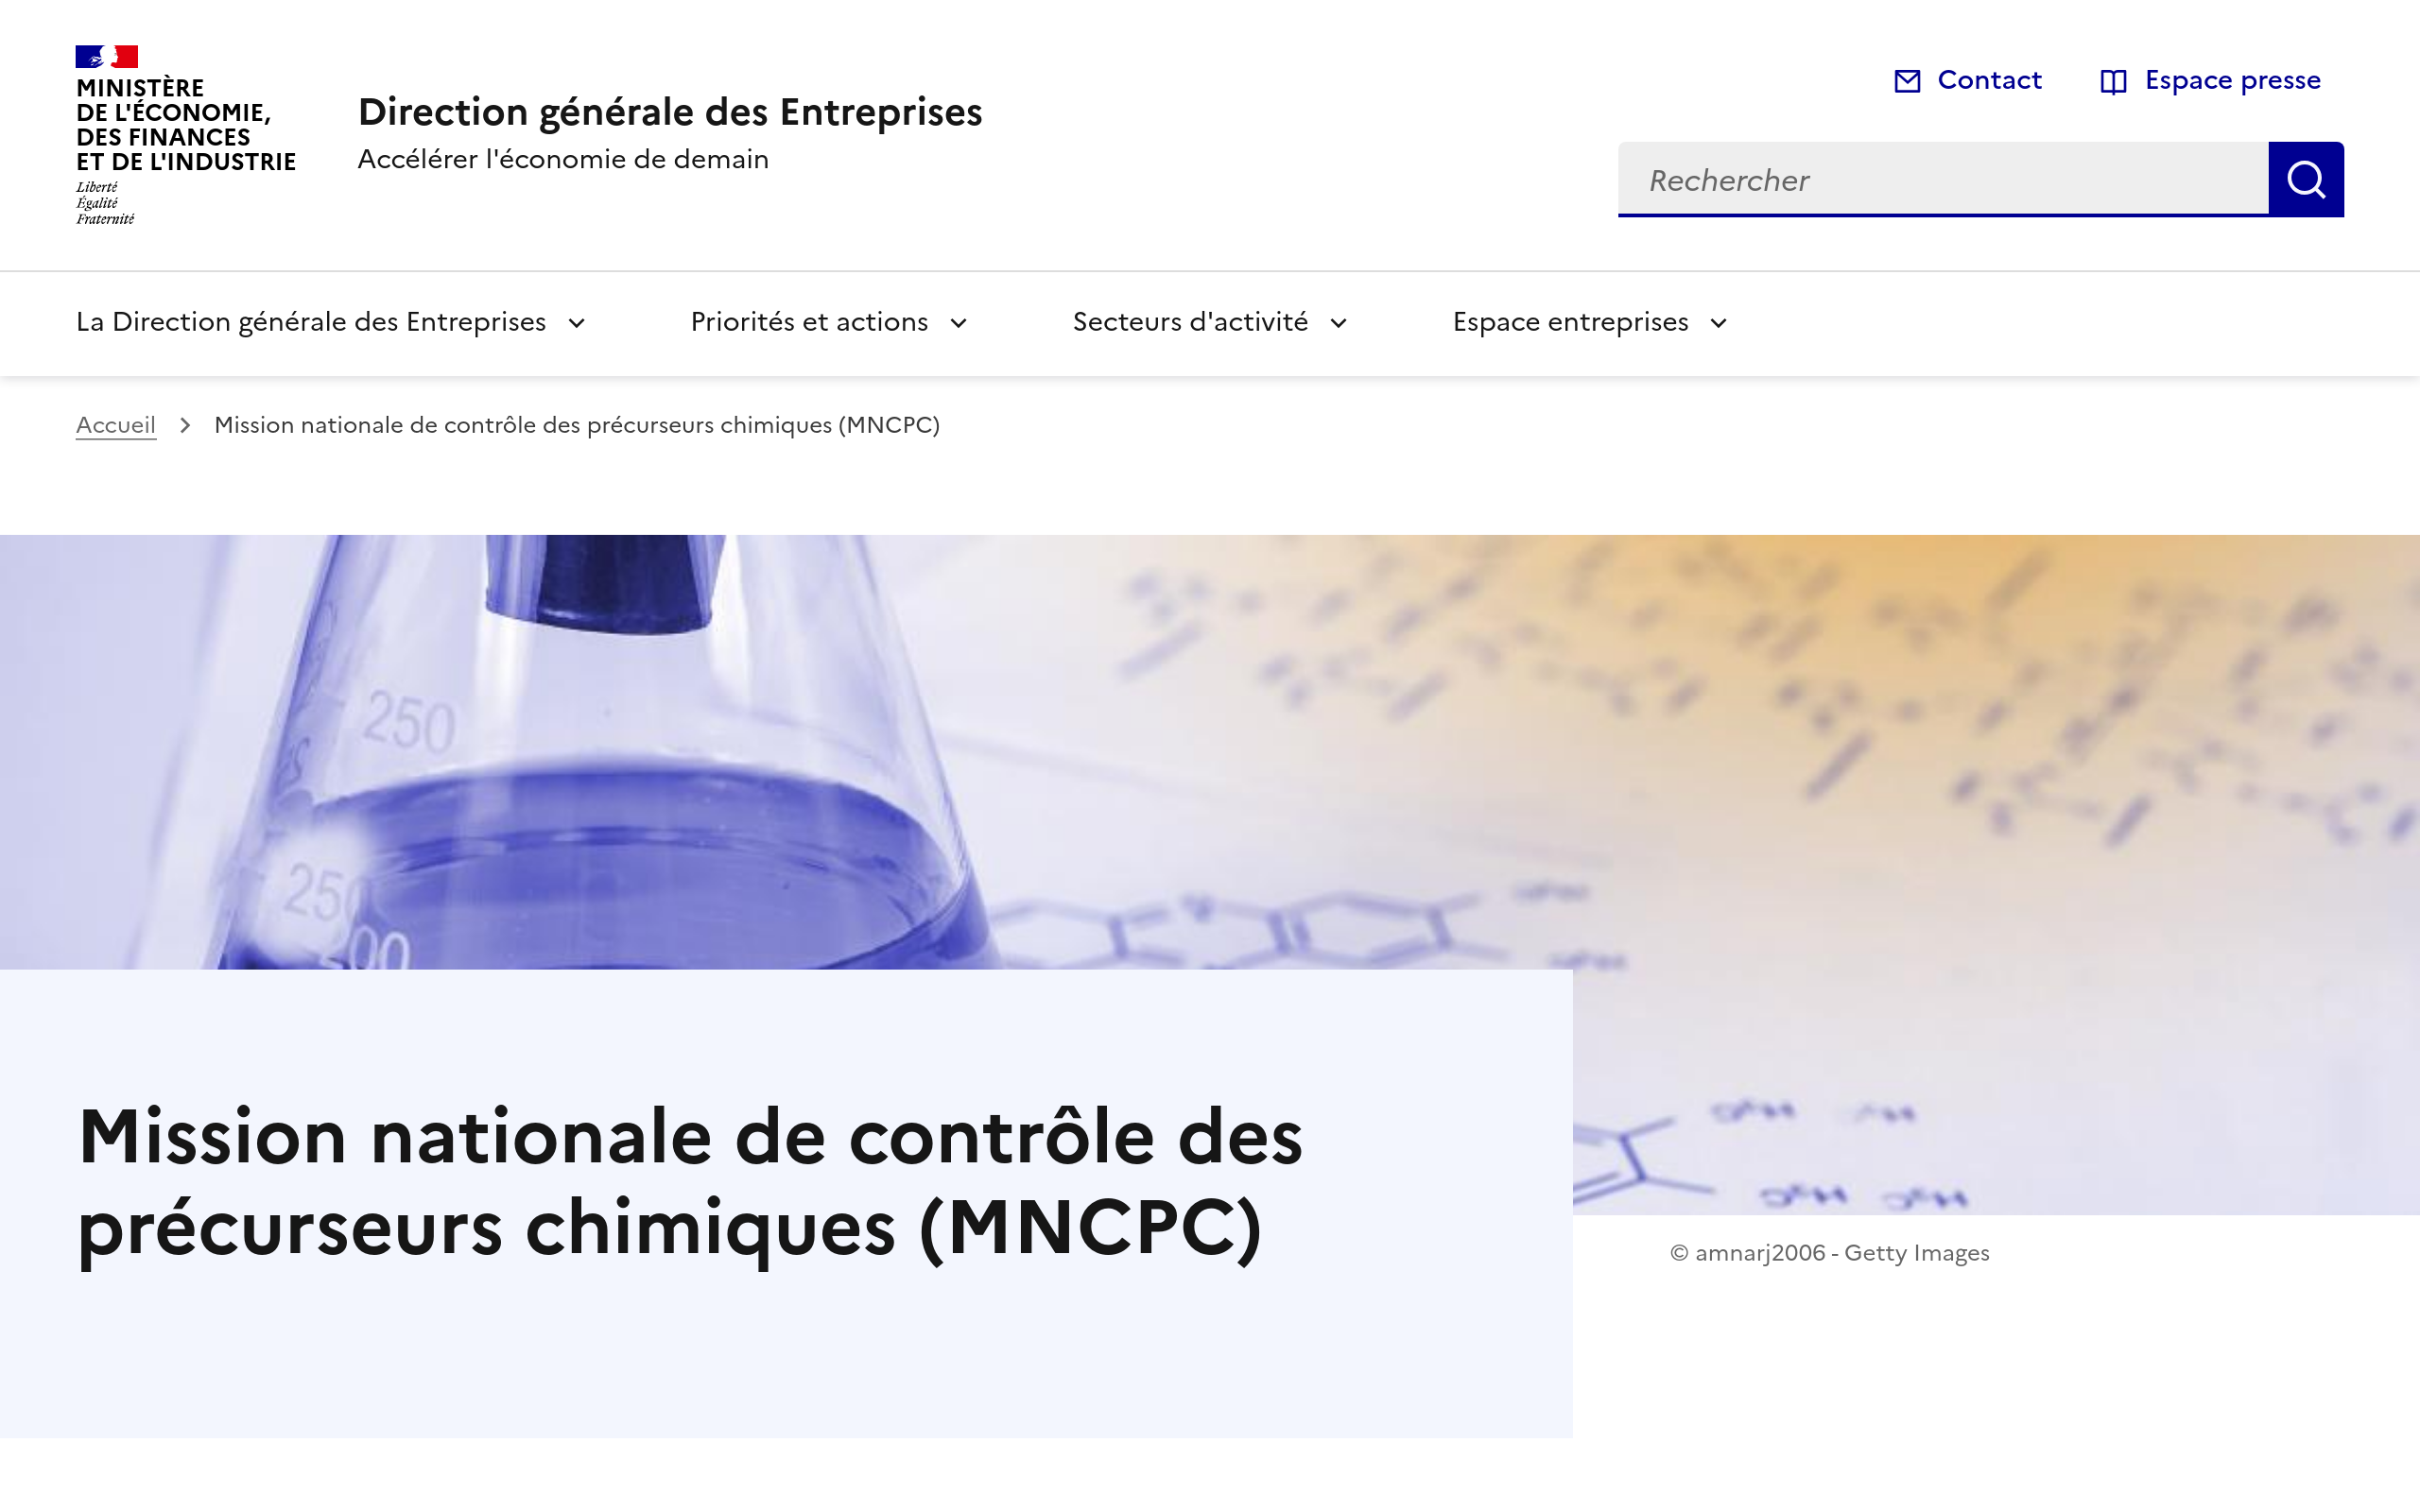 MINISTÈRE
DE L'ÉCONOMIE,
DES FINANCES
ET DE L'INDUSTRIE
Liberté
Égalité
Fraternité
Direction générale des Entreprises
Accélérer l'économie de demain
Contact
Espace presse
Rechercher
La Direction générale des Entreprises
Priorités et actions
Secteurs d'activité
Espace entreprises
Accueil
Mission nationale de contrôle des précurseurs chimiques (MNCPC)
250
250
200
Mission nationale de contrôle des
précurseurs chimiques (MNCPC)
© amnarj2006 - Getty Images